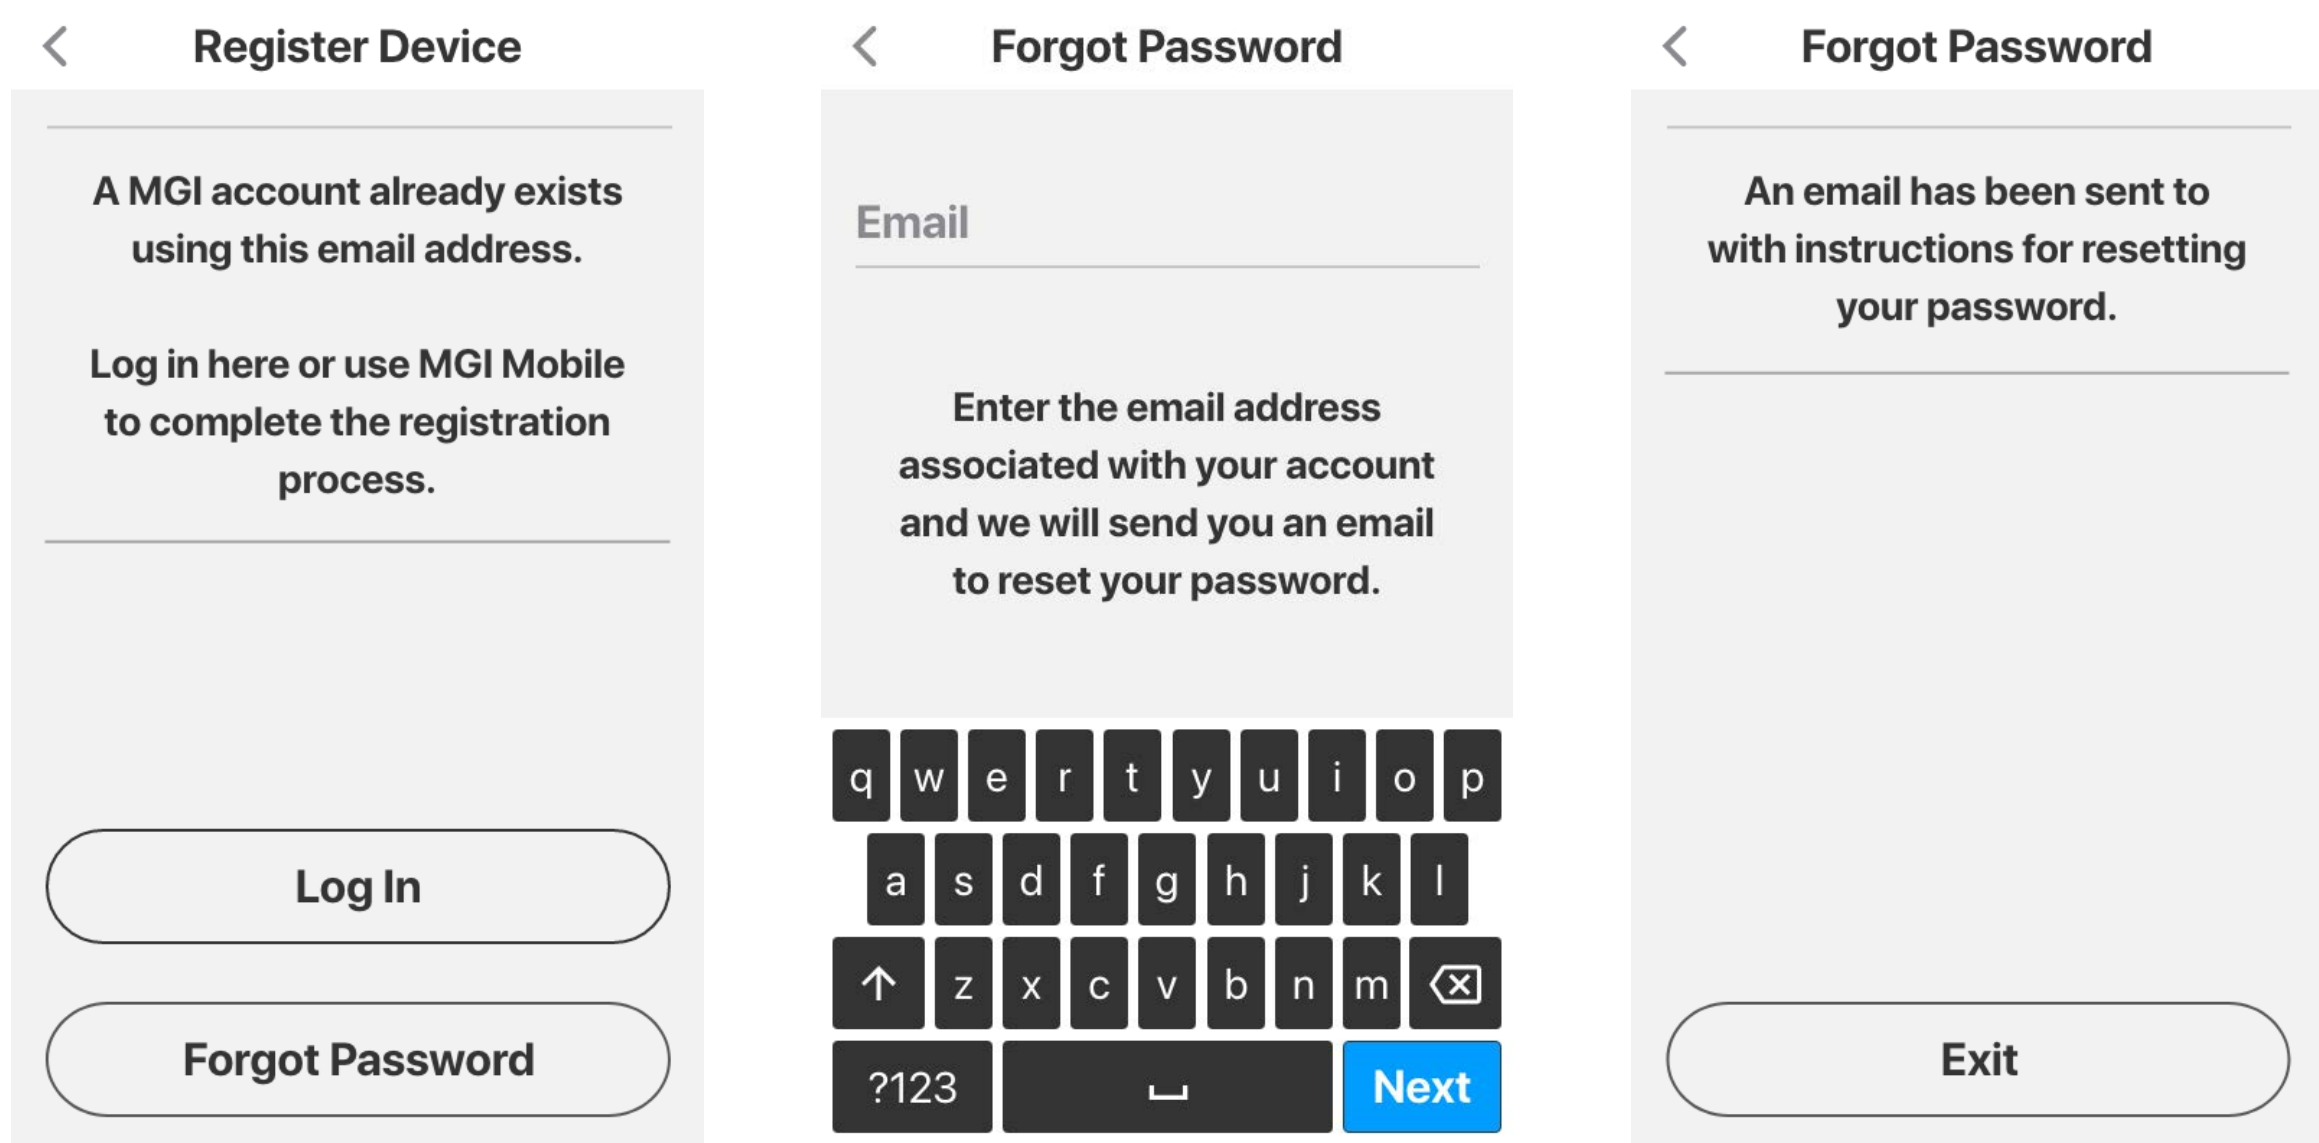 Register Device
A MGI account already exists
using this email address.
Log in here or use MGI Mobile
to complete the registration
process.
Log In
Forgot Password
Forgot Password
Email
Enter the email address
associated with your account
and we will send you an email
to reset your password.
q w e r t y u i o p
a s d f g h j k l
z x c v b n m
?123 Next
Forgot Password
An email has been sent to
with instructions for resetting
your password.
Exit